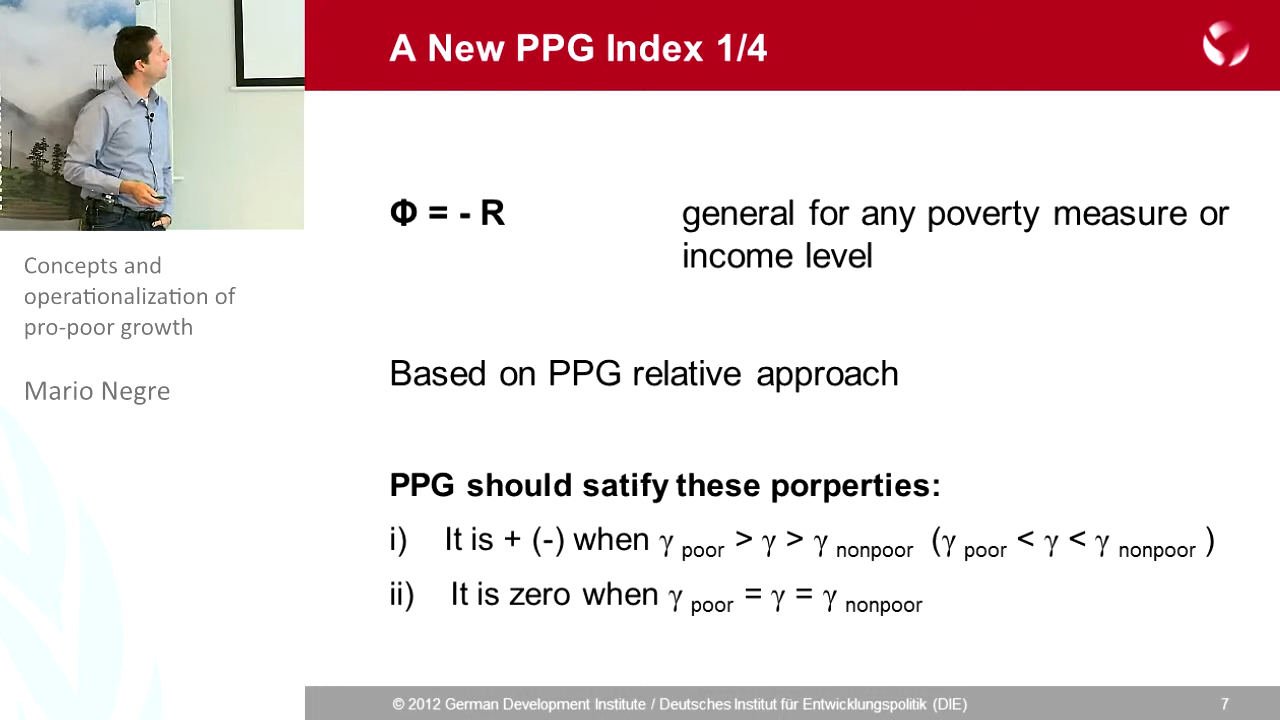 A New PPG Index 1/4
Φ = - R
general for any poverty measure or
income level
Based on PPG relative approach
PPG should satify these porperties:
i) It is + (-) when γ poor > γ > γ nonpoor (γ poor < γ < γ nonpoor )
ii) It is zero when γ poor = γ = γ nonpoor
Concepts and
operationalization of
pro-poor growth
Mario Negre
© 2012 German Development Institute / Deutsches Institut für Entwicklungspolitik (DIE)
7